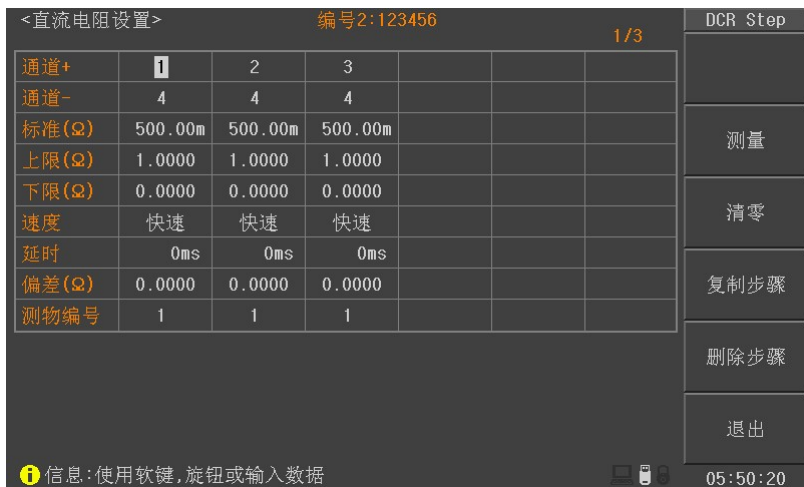 <直流电阻设置> 编号2:123456 1/3 DCR Step
通道+ 1 2 3
通道- 4 4 4
标准(Ω) 500.00m 500.00m 500.00m
上限(Ω) 1.0000 1.0000 1.0000
下限(Ω) 0.0000 0.0000 0.0000
速度 快速 快速 快速
延时 0ms 0ms 0ms
偏差(Ω) 0.0000 0.0000 0.0000
测物编号 1 1 1
测量
清零
复制步骤
删除步骤
退出
信息:使用软键,旋钮或输入数据
05:50:20